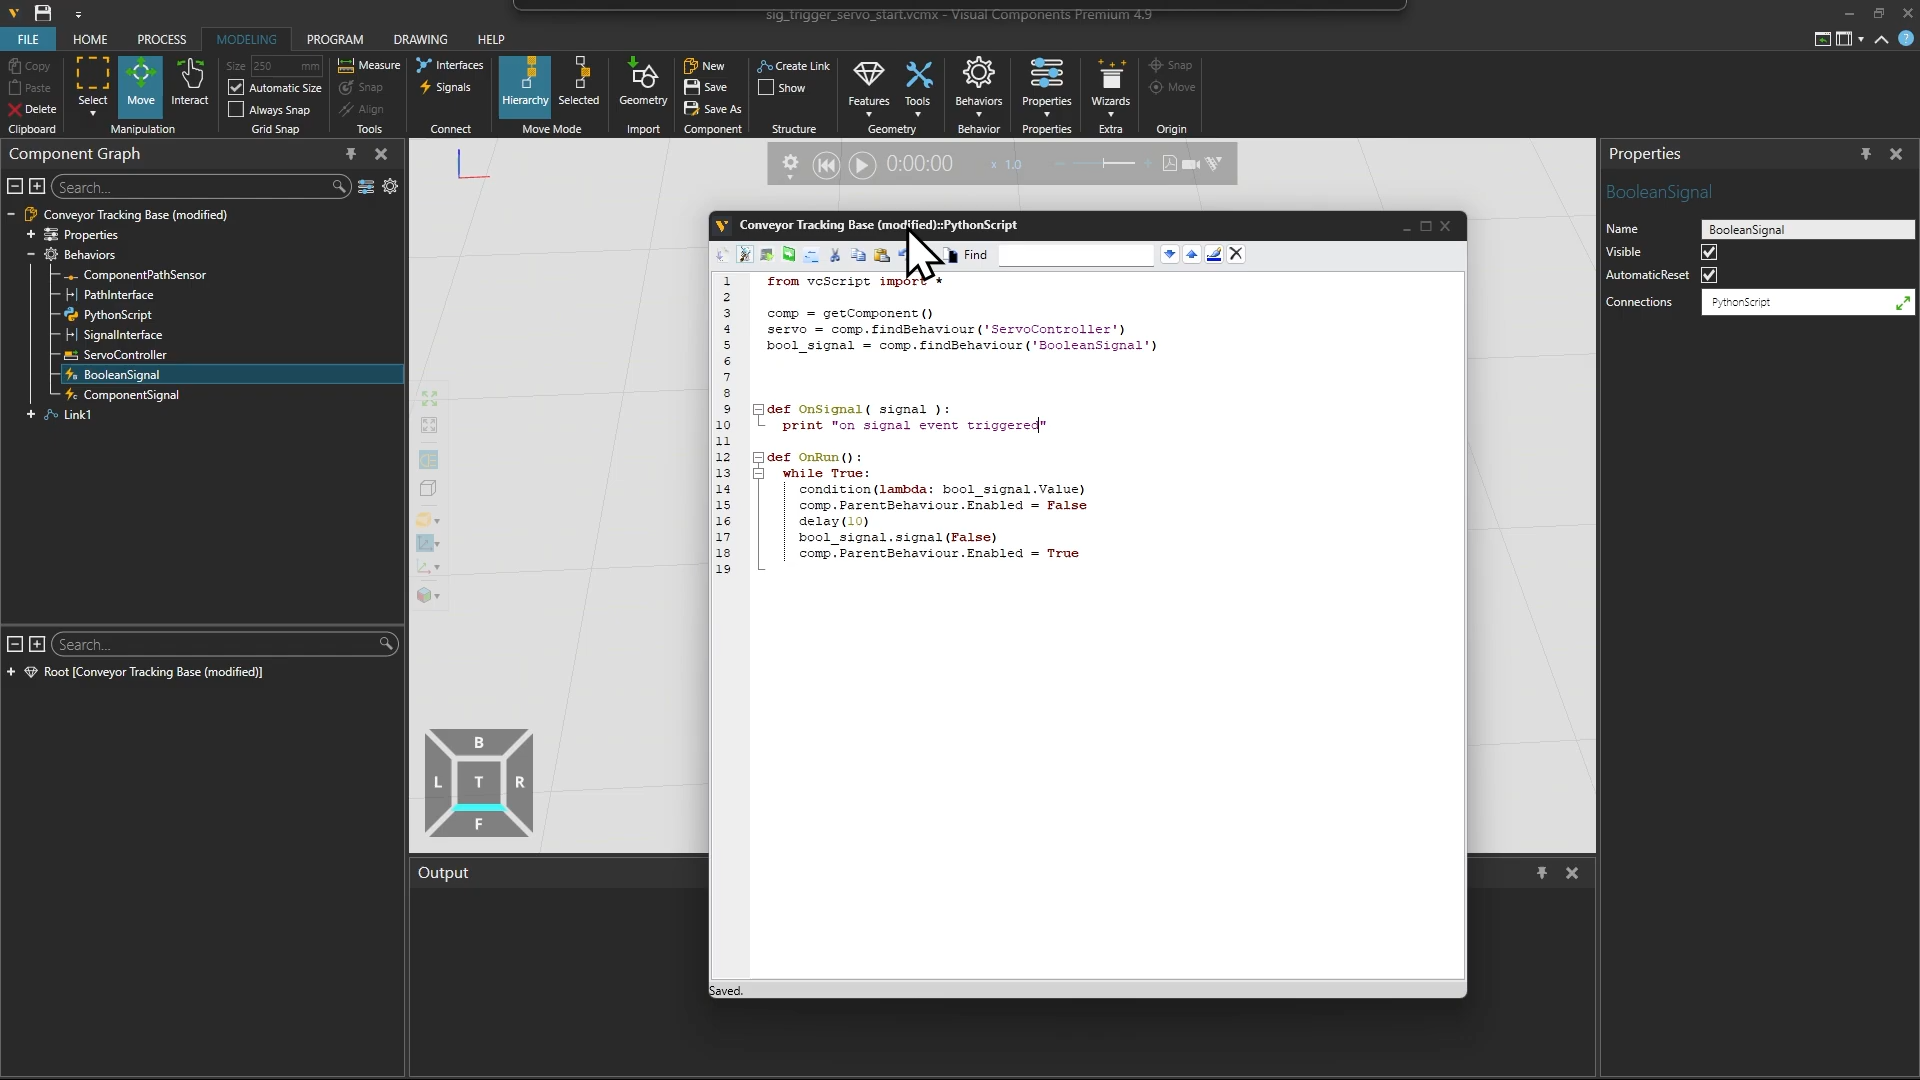 sig_trigger_servo_start.vcmx - Visual Components Premium 4.9
FILE HOME PROCESS MODELING PROGRAM DRAWING HELP
Copy
Paste
Delete
Clipboard
Select
Move
Interact
Manipulation
Size 250 mm
Automatic Size
Always Snap
Grid Snap
Measure
Snap
Align
Tools
Interfaces
Signals
Connect
Hierarchy
Selected
Move Mode
Geometry
Import
New
Save
Save As
Component
Create Link
Show
Structure
Features
Tools
Geometry
Behaviors
Behavior
Properties
Properties
Wizards
Extra
Snap
Move
Origin
Component Graph
Search...
Conveyor Tracking Base (modified)
Properties
Behaviors
ComponentPathSensor
PathInterface
PythonScript
SignalInterface
ServoController
BooleanSignal
ComponentSignal
Link1
Search...
Root [Conveyor Tracking Base (modified)]
0:00:00 x 1.0
Conveyor Tracking Base (modified)::PythonScript
Find
1 from vcScript import *
2
3 comp = getComponent()
4 servo = comp.findBehaviour('ServoController')
5 bool_signal = comp.findBehaviour('BooleanSignal')
6
7
8
9 def OnSignal( signal ):
10 print "on signal event triggered"
11
12 def OnRun():
13 while True:
14 condition(lambda: bool_signal.Value)
15 comp.ParentBehaviour.Enabled = False
16 delay(10)
17 bool_signal.signal(False)
18 comp.ParentBehaviour.Enabled = True
19
Saved.
B
L T R
F
Output
Properties
BooleanSignal
Name BooleanSignal
Visible
AutomaticReset
Connections PythonScript